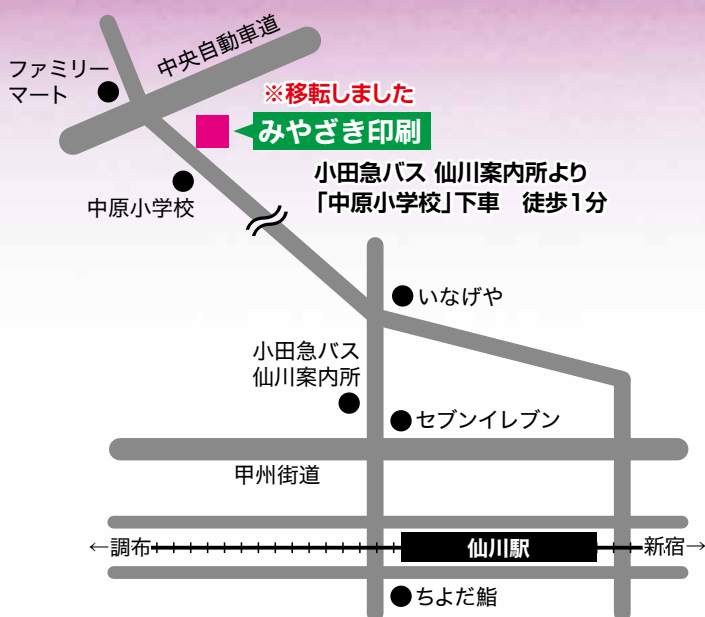 中央自動車道
ファミリー
マート
※移転しました
みやざき印刷
小田急バス 仙川案内所より
「中原小学校」下車　徒歩1分
中原小学校
いなげや
小田急バス
仙川案内所
セブンイレブン
甲州街道
←調布
仙川駅
新宿→
ちよだ鮨